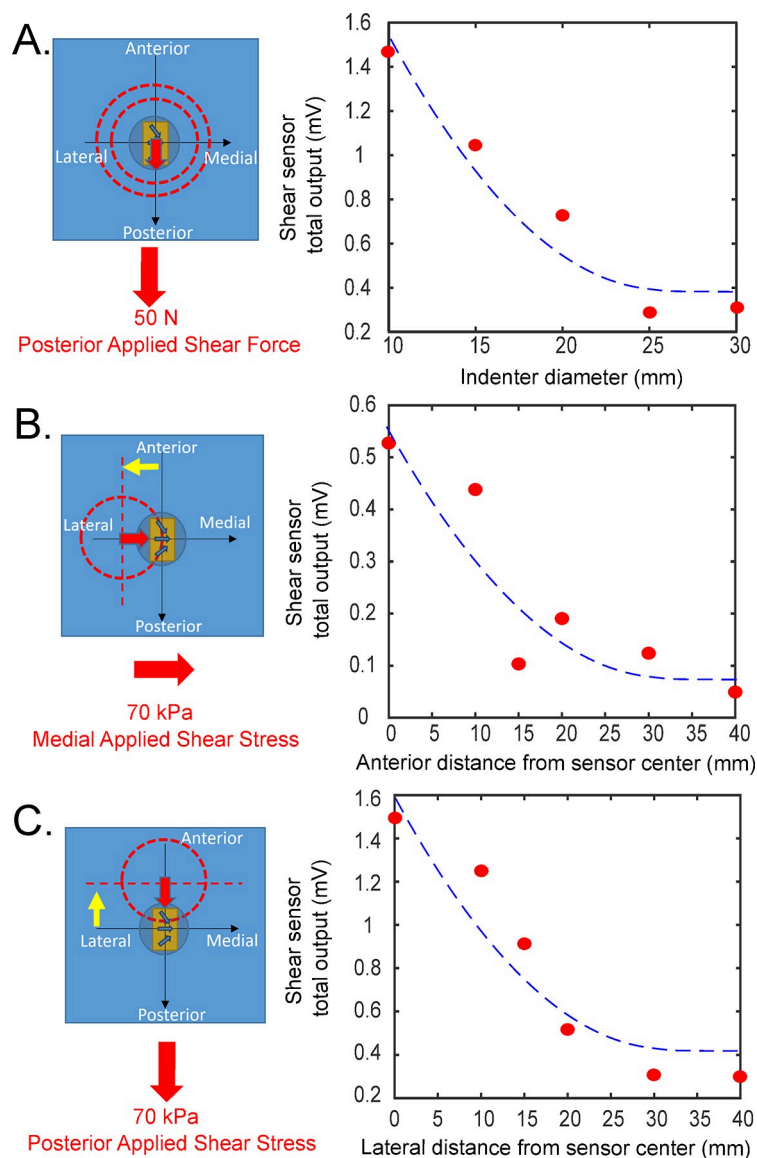 A.
Anterior
Lateral
Medial
Posterior
50 N
Posterior Applied Shear Force
Shear sensor
total output (mV)
1.6
1.4
1.2
1
0.8
0.6
0.4
0.2
10
15
20
25
30
Indenter diameter (mm)
B.
Anterior
Lateral
Medial
Posterior
70 kPa
Medial Applied Shear Stress
Shear sensor
total output (mV)
0.6
0.5
0.4
0.3
0.2
0.1
0
0
5
10
15
20
25
30
35
40
Anterior distance from sensor center (mm)
C.
Anterior
Lateral
Medial
Posterior
70 kPa
Posterior Applied Shear Stress
Shear sensor
total output (mV)
1.6
1.4
1.2
1
0.8
0.6
0.4
0.2
0
5
10
15
20
25
30
35
40
Lateral distance from sensor center (mm)